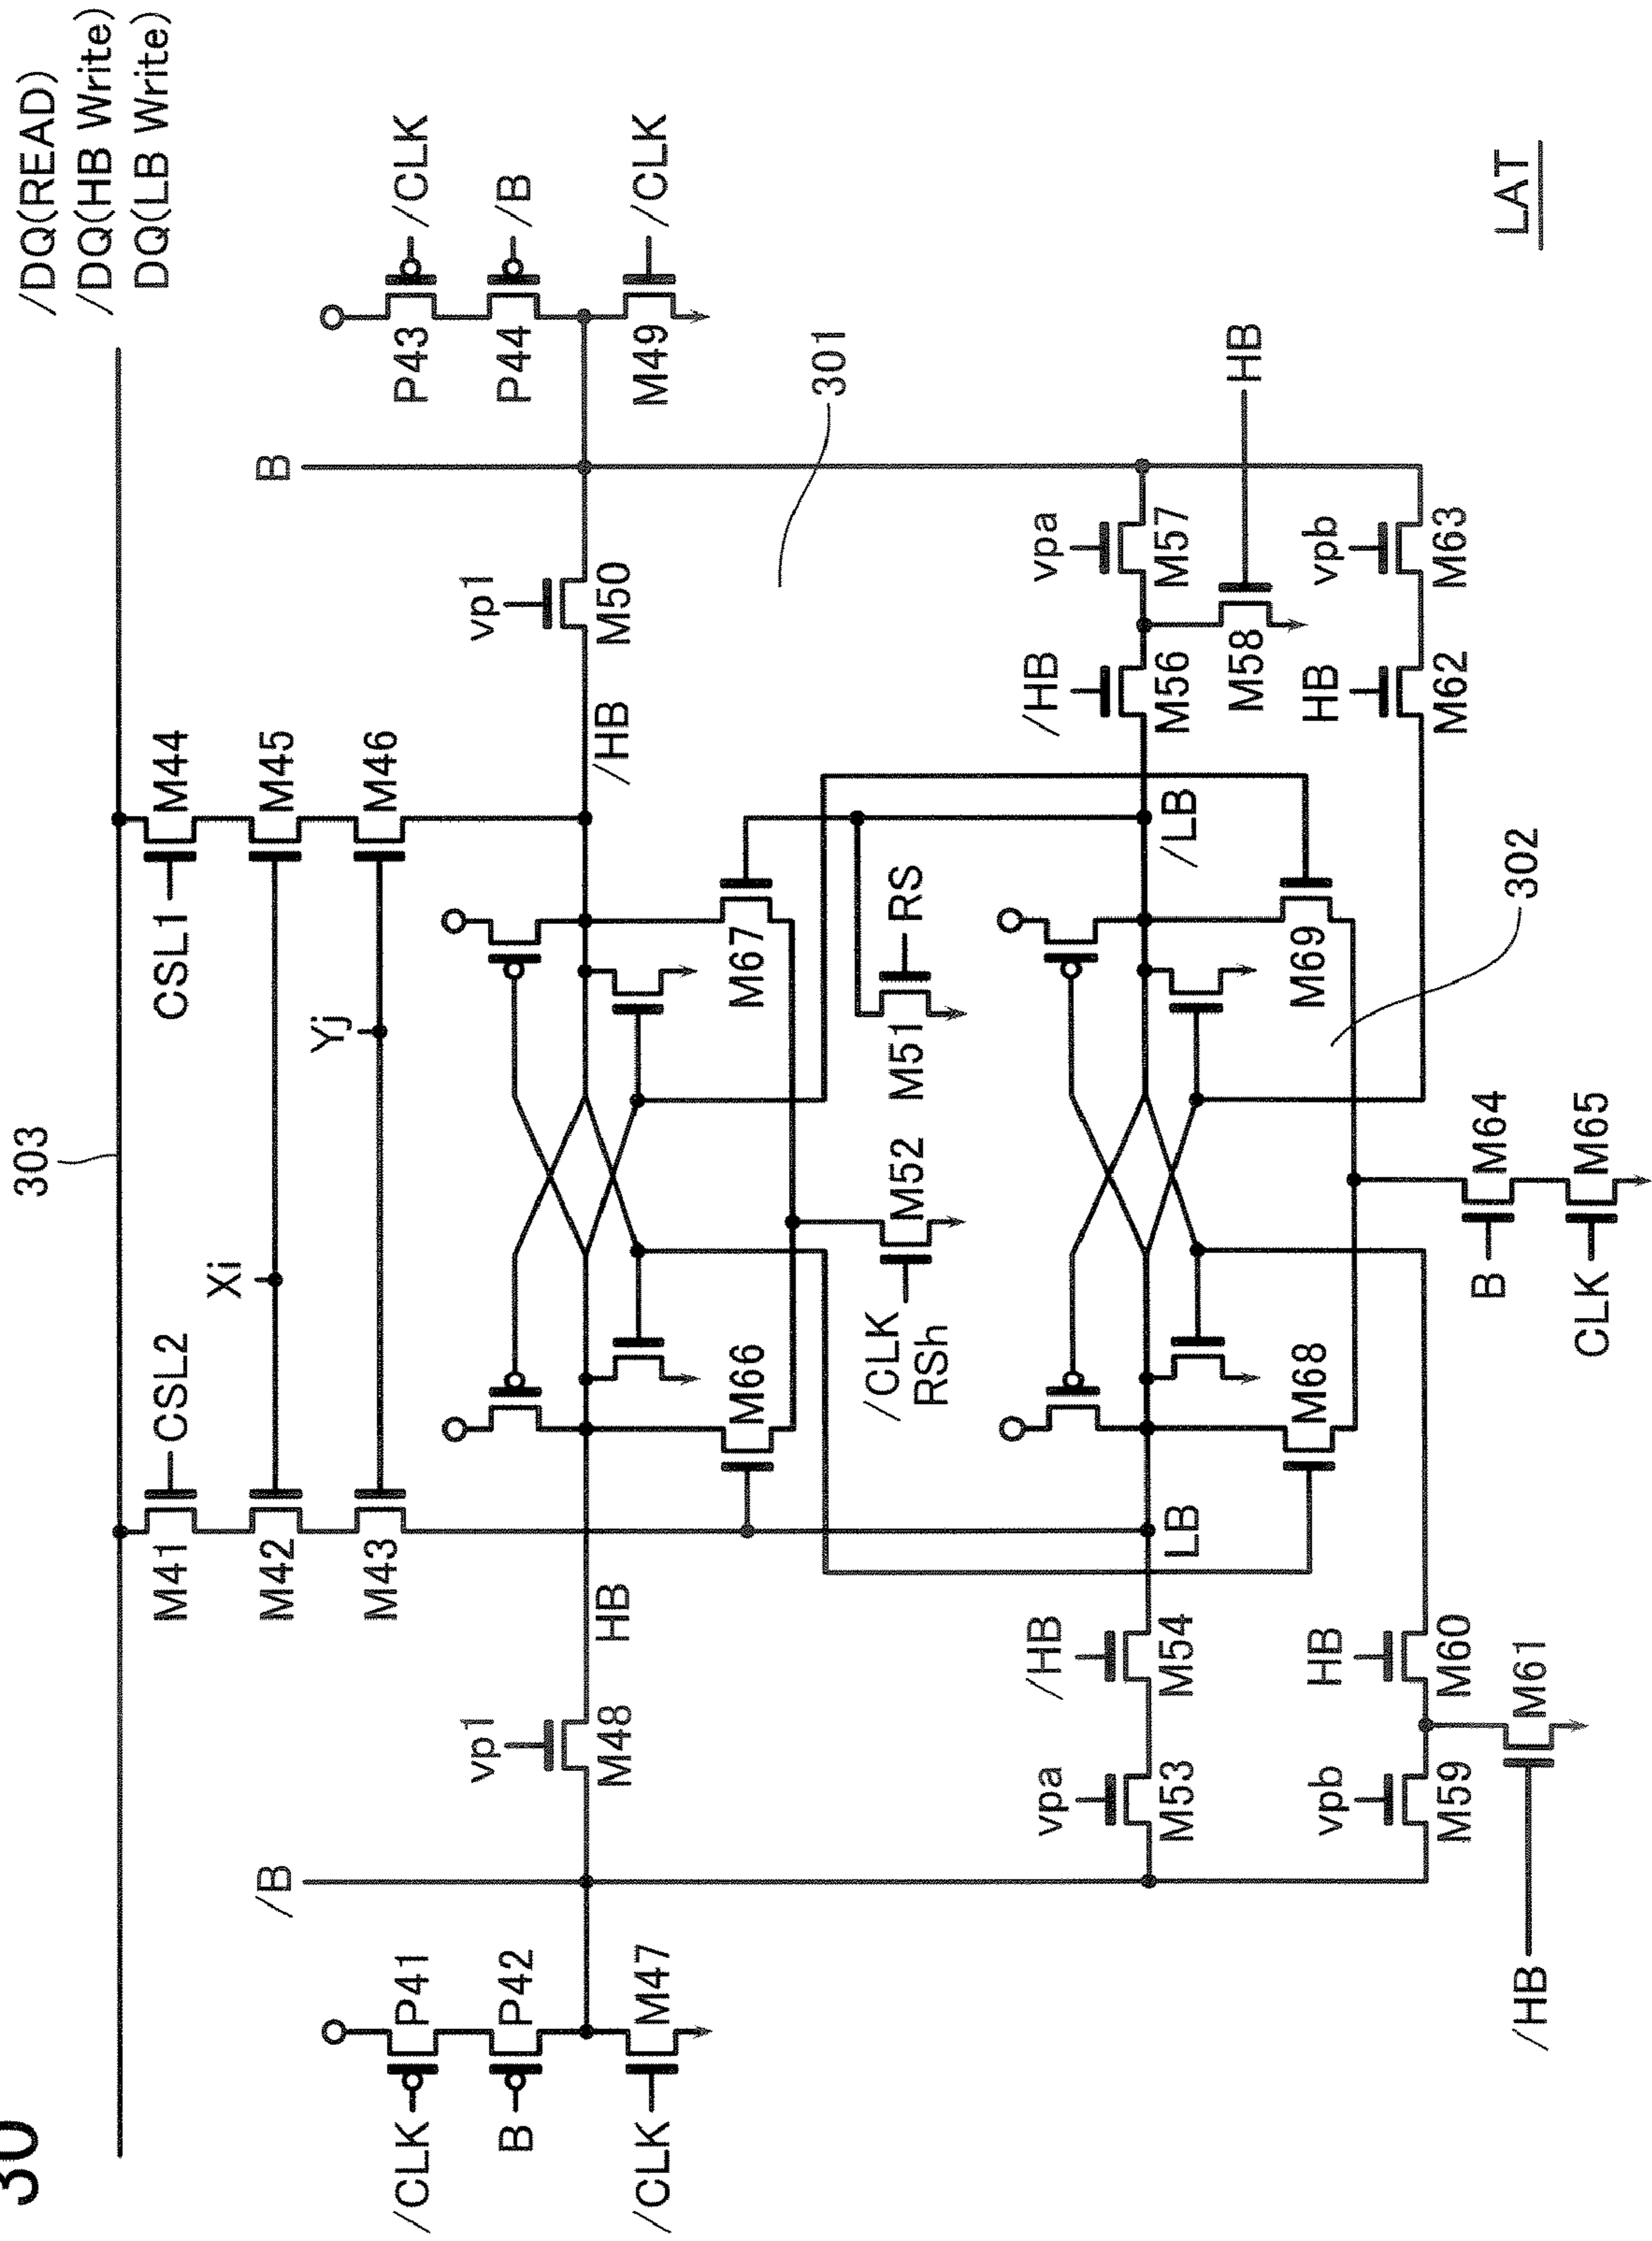 30
/DQ(READ)
/DQ(HB Write)
DQ(LB Write)
303
CSL2
CSL1
M41
M44
Xi
M42
M45
Yj
M43
M46
/B
B
/CLK
P41
P43
/CLK
B
P42
P44
/B
/CLK
M47
M49
/CLK
vp1
M48
HB
/HB
vp1
M50
M66
M67
301
/CLK
RSh
M52
M51
RS
vpa
M53
/HB
M54
LB
/LB
/HB
M56
vpa
M57
M58
HB
M68
M69
302
vpb
M59
HB
M60
HB
M62
vpb
M63
/HB
M61
B
M64
CLK
M65
LAT